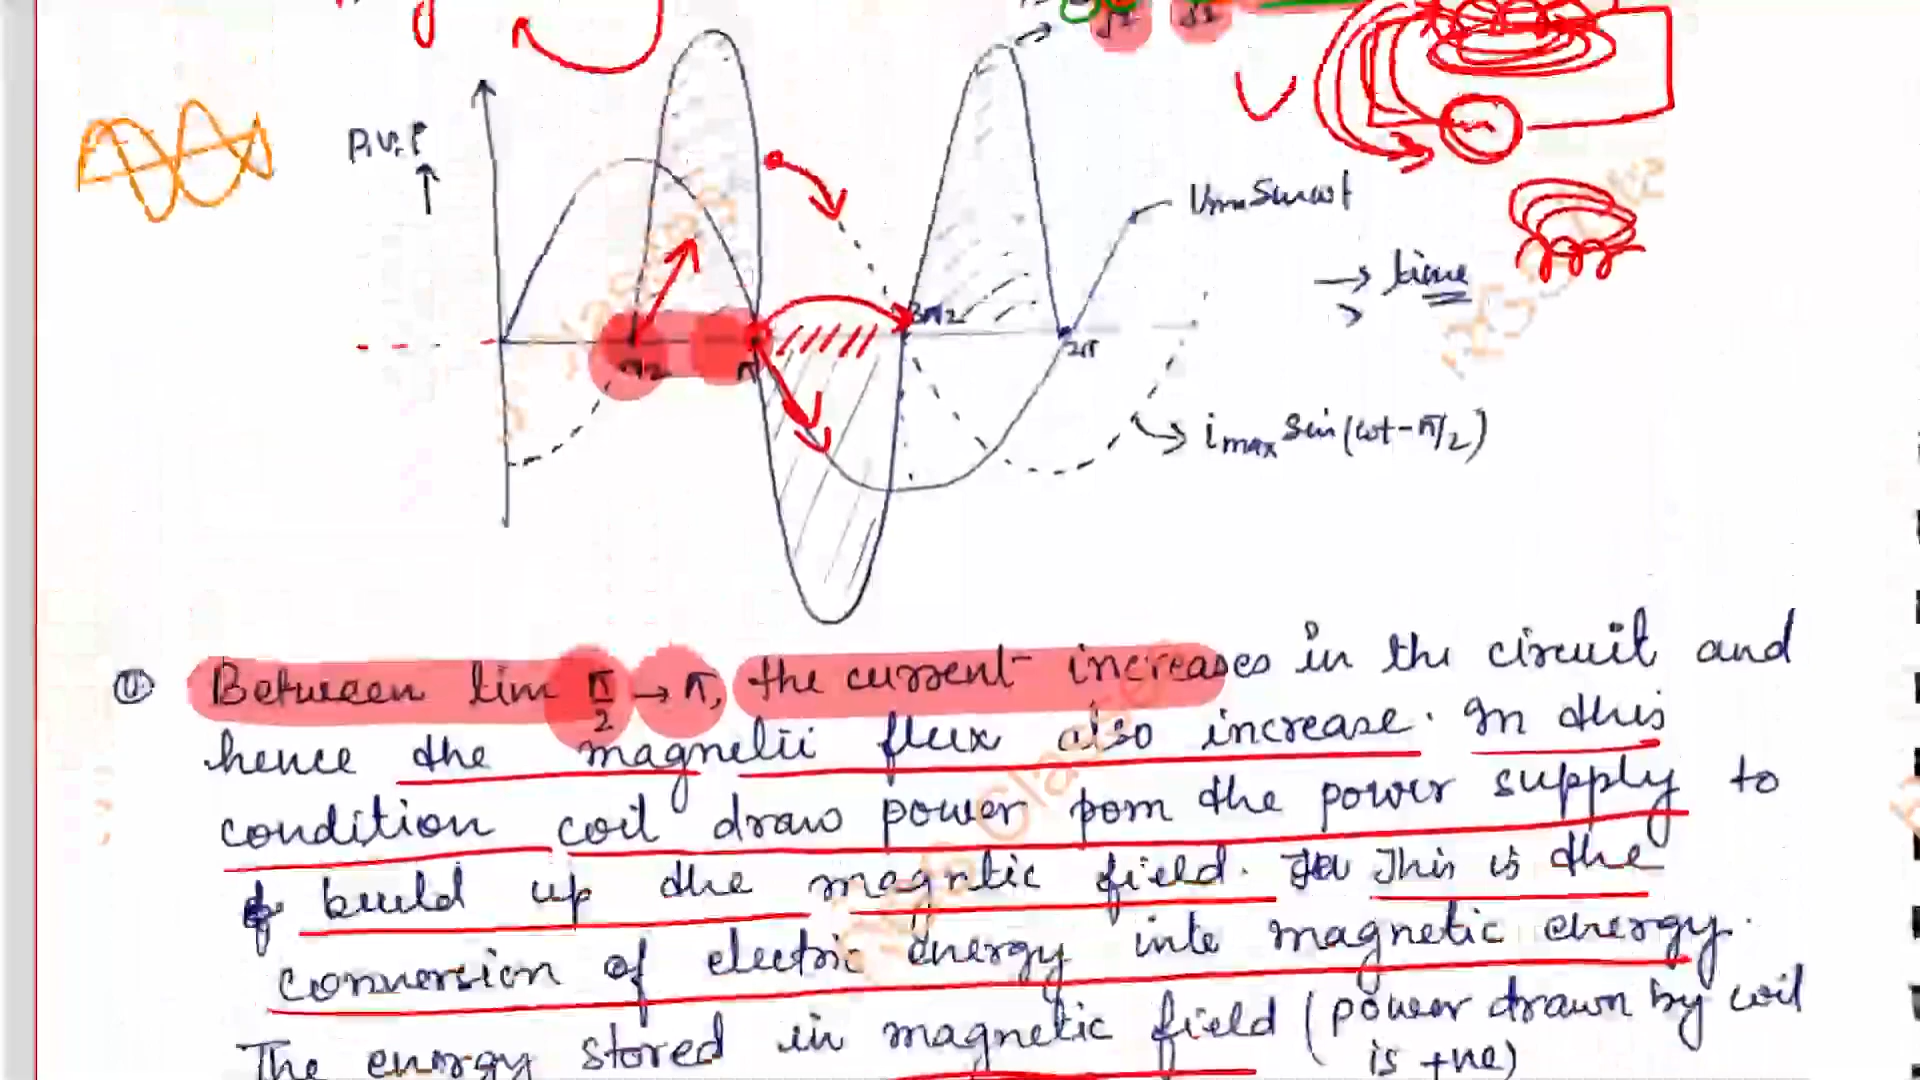 P,V,I
Vm Sinωt
→ time
π/2
π
3π/2
2π
imax Sin(ωt-π/2)
① Between tim π/2 → π, the current increases in the circuit and
hence the magnetic flux also increase. In this
condition coil draw power from the power supply to
build up the magntic field. This is the
conversion of electric energy into magnetic energy.
The energy stored in magnetic field (power drawn by coil
is +ve)